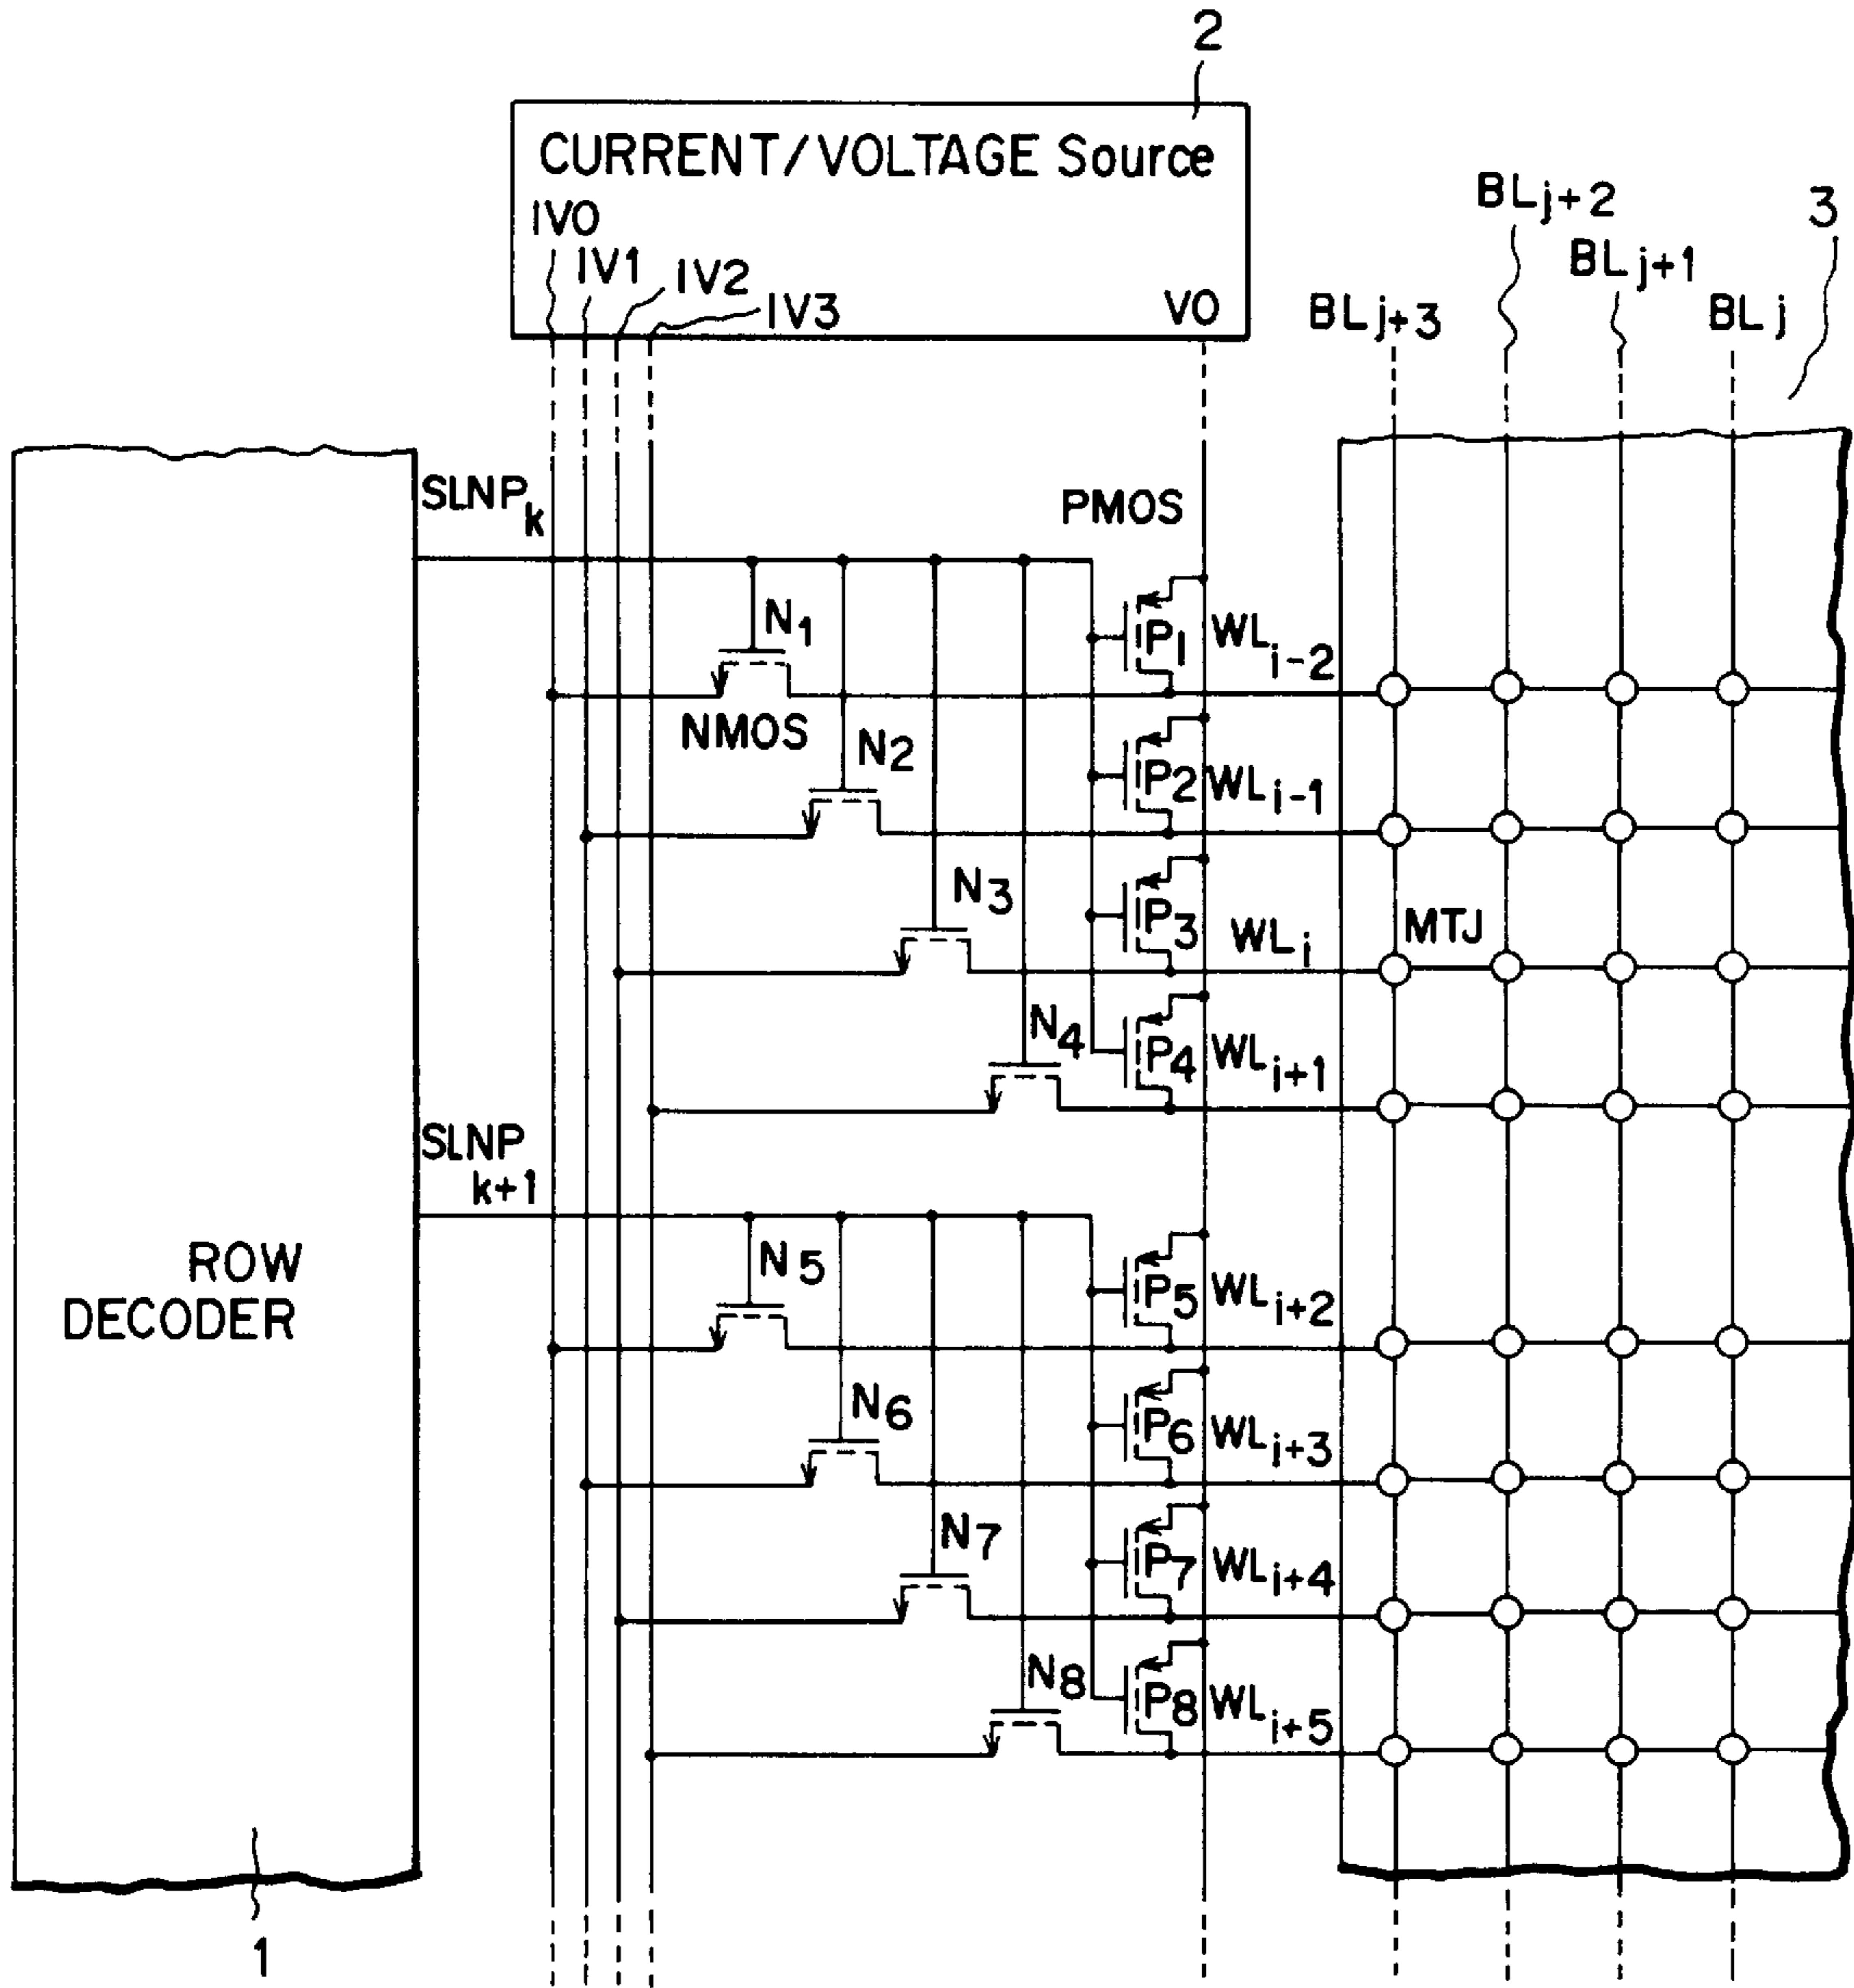 2
CURRENT/VOLTAGE Source
IV0
IV1
IV2
IV3
VO
BLj+3
BLj+2
BLj+1
BLj
3
SLNPk
PMOS
N1
P1
WLi-2
NMOS
N2
P2
WLi-1
N3
P3
WLi
MTJ
N4
P4
WLi+1
SLNP
k+1
ROW
DECODER
N5
P5
WLi+2
N6
P6
WLi+3
N7
P7
WLi+4
N8
P8
WLi+5
1